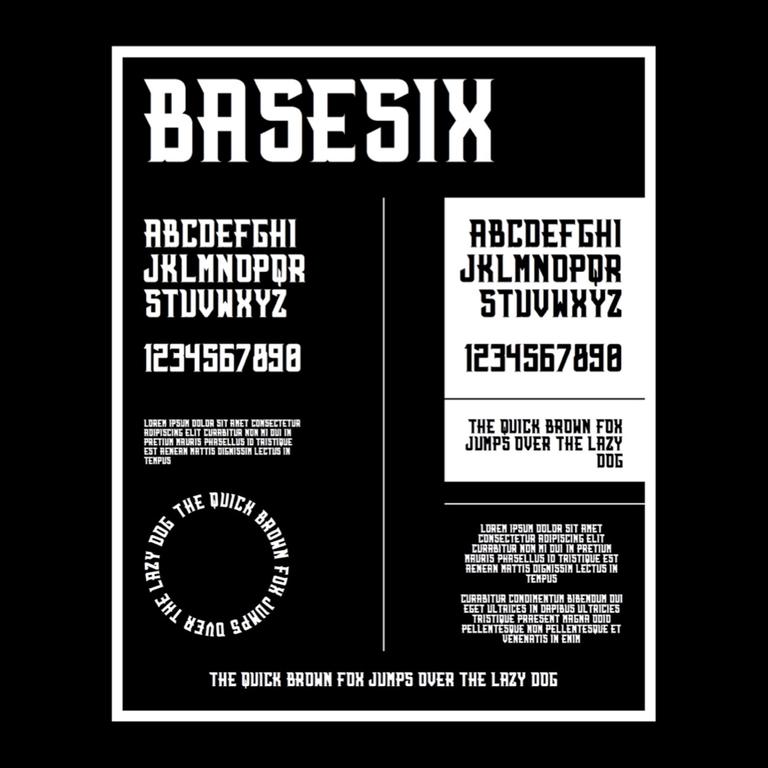 BASESIX
ABCDEFGHI
JKLMNOPQR
STUVWXYZ
1234567890
LOREM IPSUM DOLOR SIT AMET CONSECTETUR
ADIPISCING ELIT CURABITUR NON MI DUI IN
PRETIUM MAURIS PHASELLUS ID TRISTIQUE
EST AENEAN MATTIS DIGNISSIM LECTUS IN
TEMPUS
THE QUICK BROWN FOX JUMPS OVER THE LAZY DOG
ABCDEFGHI
JKLMNOPQR
STUVWXYZ
1234567890
THE QUICK BROWN FOX
JUMPS OVER THE LAZY
DOG
LOREM IPSUM DOLOR SIT AMET
CONSECTETUR ADIPISCING ELIT
CURABITUR NON MI DUI IN PRETIUM
MAURIS PHASELLUS ID TRISTIQUE EST
AENEAN MATTIS DIGNISSIM LECTUS IN
TEMPUS
CURABITUR CONDIMENTUM BIBENDUM DUI
EGET ULTRICES IN DAPIBUS ULTRICIES
TRISTIQUE PRAESENT MAGNA ODIO
PELLENTESQUE NON PELLENTESQUE ET
VENENATIS IN ENIM
THE QUICK BROWN FOX JUMPS OVER THE LAZY DOG